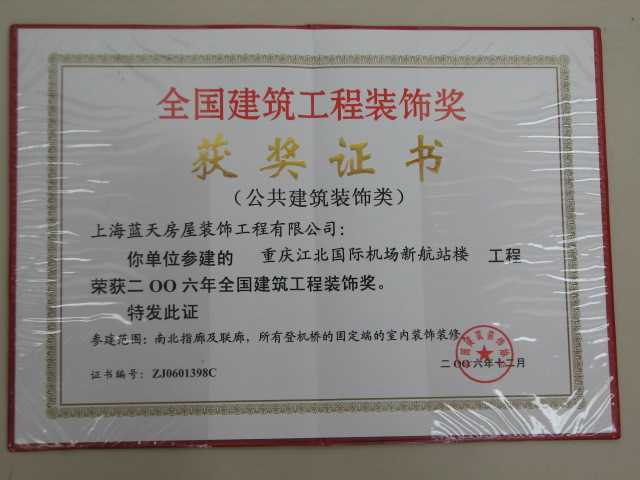 全国建筑工程装饰奖
获奖证书
（公共建筑装饰类）
上海蓝天房屋装饰工程有限公司：
你单位参建的 重庆江北国际机场新航站楼 工程
荣获二OO六年全国建筑工程装饰奖。
特发此证
参建范围：南北指廊及联廊，所有登机桥的固定端的室内装饰装修
证书编号：ZJ0601398C
二OO六年十二月